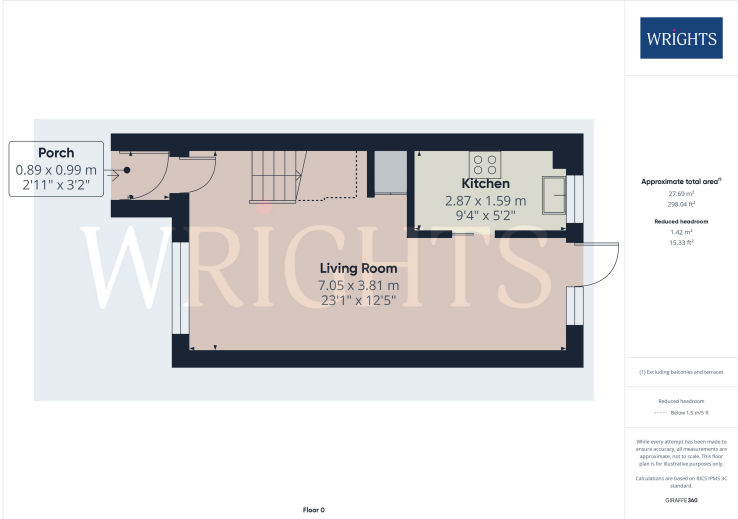 WRIGHTS
Porch
0.89 x 0.99 m
2'11" x 3'2"
Kitchen
2.87 x 1.59 m
9'4" x 5'2"
WRIGHTS
Living Room
7.05 x 3.81 m
23'1" x 12'5"
Floor 0
Approximate total area⁽¹⁾
27.69 m²
298.04 ft²
Reduced headroom
1.42 m²
15.33 ft²
(1) Excluding balconies and terraces
Reduced headroom
Below 1.5 m/5 ft
While every attempt has been made to
ensure accuracy, all measurements are
approximate, not to scale. This floor
plan is for illustrative purposes only.
Calculations are based on RICS IPMS 3C
standard.
GIRAFFE360